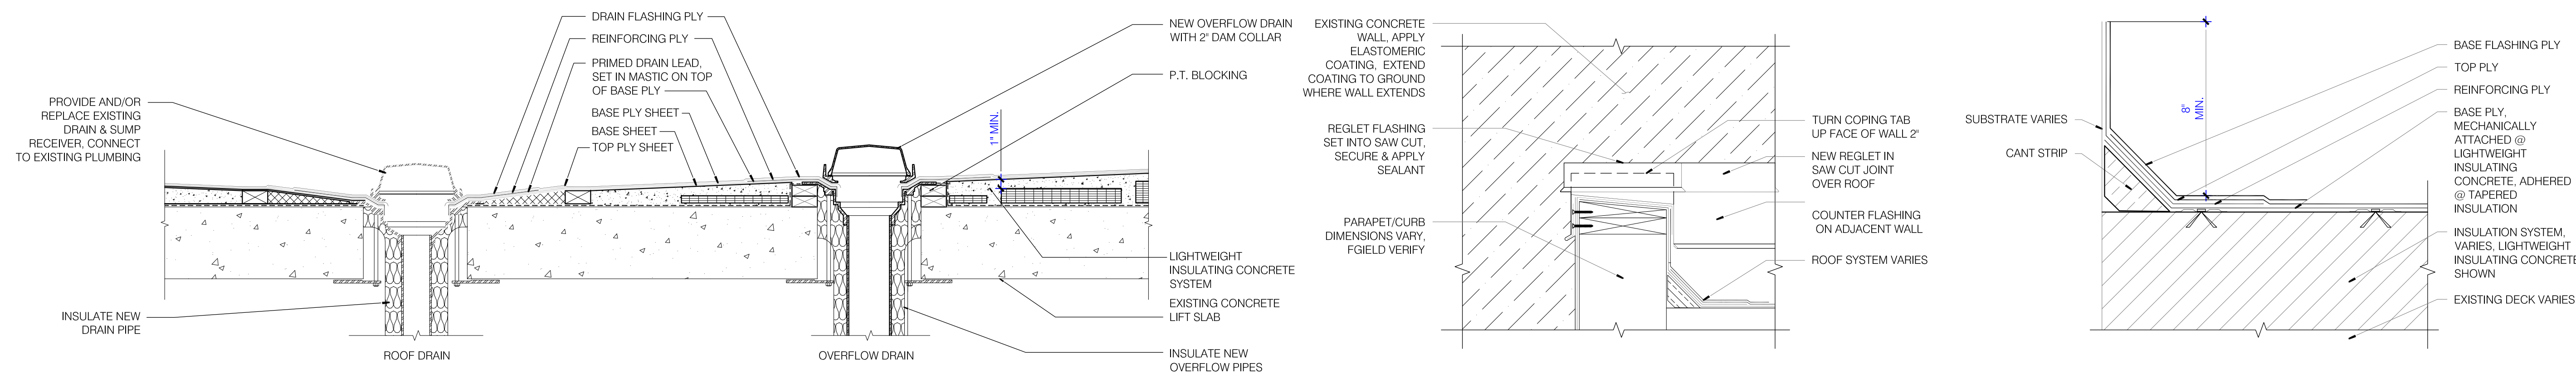 PROVIDE AND/OR
REPLACE EXISTING
DRAIN & SUMP
RECEIVER, CONNECT
TO EXISTING PLUMBING
INSULATE NEW
DRAIN PIPE
DRAIN FLASHING PLY
REINFORCING PLY
PRIMED DRAIN LEAD,
SET IN MASTIC ON TOP
OF BASE PLY
BASE PLY SHEET
BASE SHEET
TOP PLY SHEET
ROOF DRAIN
OVERFLOW DRAIN
1" MIN.
NEW OVERFLOW DRAIN
WITH 2" DAM COLLAR
P.T. BLOCKING
LIGHTWEIGHT
INSULATING CONCRETE
SYSTEM
EXISTING CONCRETE
LIFT SLAB
INSULATE NEW
OVERFLOW PIPES
EXISTING CONCRETE
WALL, APPLY
ELASTOMERIC
COATING, EXTEND
COATING TO GROUND
WHERE WALL EXTENDS
REGLET FLASHING
SET INTO SAW CUT,
SECURE & APPLY
SEALANT
PARAPET/CURB
DIMENSIONS VARY,
FGIELD VERIFY
TURN COPING TAB
UP FACE OF WALL 2"
NEW REGLET IN
SAW CUT JOINT
OVER ROOF
COUNTER FLASHING
ON ADJACENT WALL
ROOF SYSTEM VARIES
SUBSTRATE VARIES
CANT STRIP
8"
MIN.
BASE FLASHING PLY
TOP PLY
REINFORCING PLY
BASE PLY,
MECHANICALLY
ATTACHED @
LIGHTWEIGHT
INSULATING
CONCRETE, ADHERED
@ TAPERED
INSULATION
INSULATION SYSTEM,
VARIES, LIGHTWEIGHT
INSULATING CONCRETE
SHOWN
EXISTING DECK VARIES